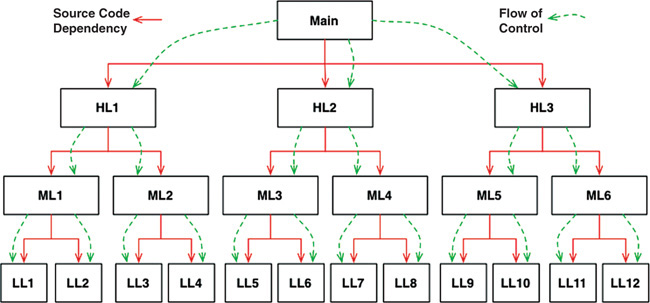 Source Code
Dependency
Main
Flow of
Control
HL1
HL2
HL3
ML1
ML2
ML3
ML4
ML5
ML6
LL1
LL2
LL3
LL4
LL5
LL6
LL7
LL8
LL9
LL10
LL11
LL12